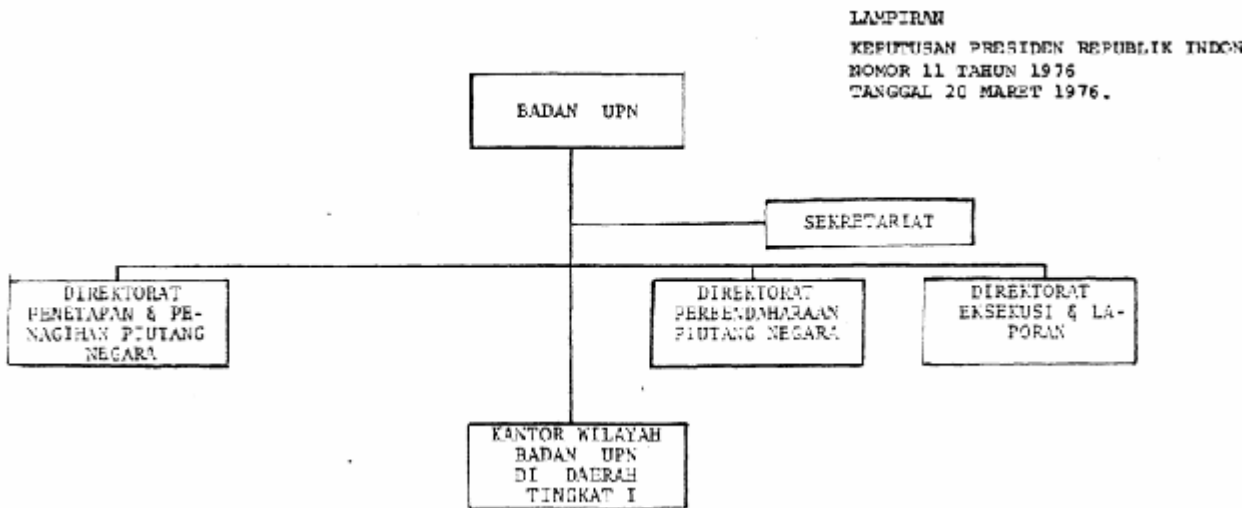 LAMPIRAN
KEPUTUSAN PRESIDEN REPUBLIK INDON
NOMOR 11 TAHUN 1976
TANGGAL 20 MARET 1976.
BADAN UPN
SEKRETARIAT
DIREKTORAT
PENETAPAN & PE-
NAGIHAN PIUTANG
NEGARA
DIREKTORAT
PERBENDAHARAAN
PIUTANG NEGARA
DIREKTORAT
EKSEKUSI & LA-
PORAN
KANTOR WILAYAH
BADAN UPN
DI DAERAH
TINGKAT I